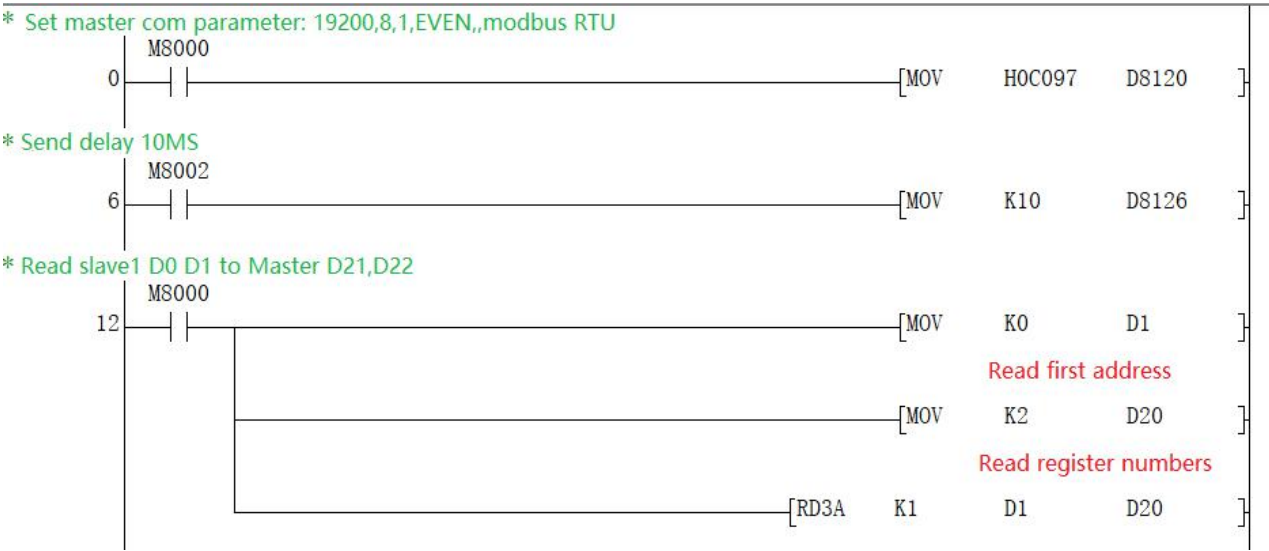 * Set master com parameter: 19200,8,1,EVEN,,modbus RTU
M8000
0 [MOV H0C097 D8120 ]
* Send delay 10MS
M8002
6 [MOV K10 D8126 ]
* Read slave1 D0 D1 to Master D21,D22
M8000
12 [MOV K0 D1 ]
Read first address
[MOV K2 D20 ]
Read register numbers
[RD3A K1 D1 D20 ]